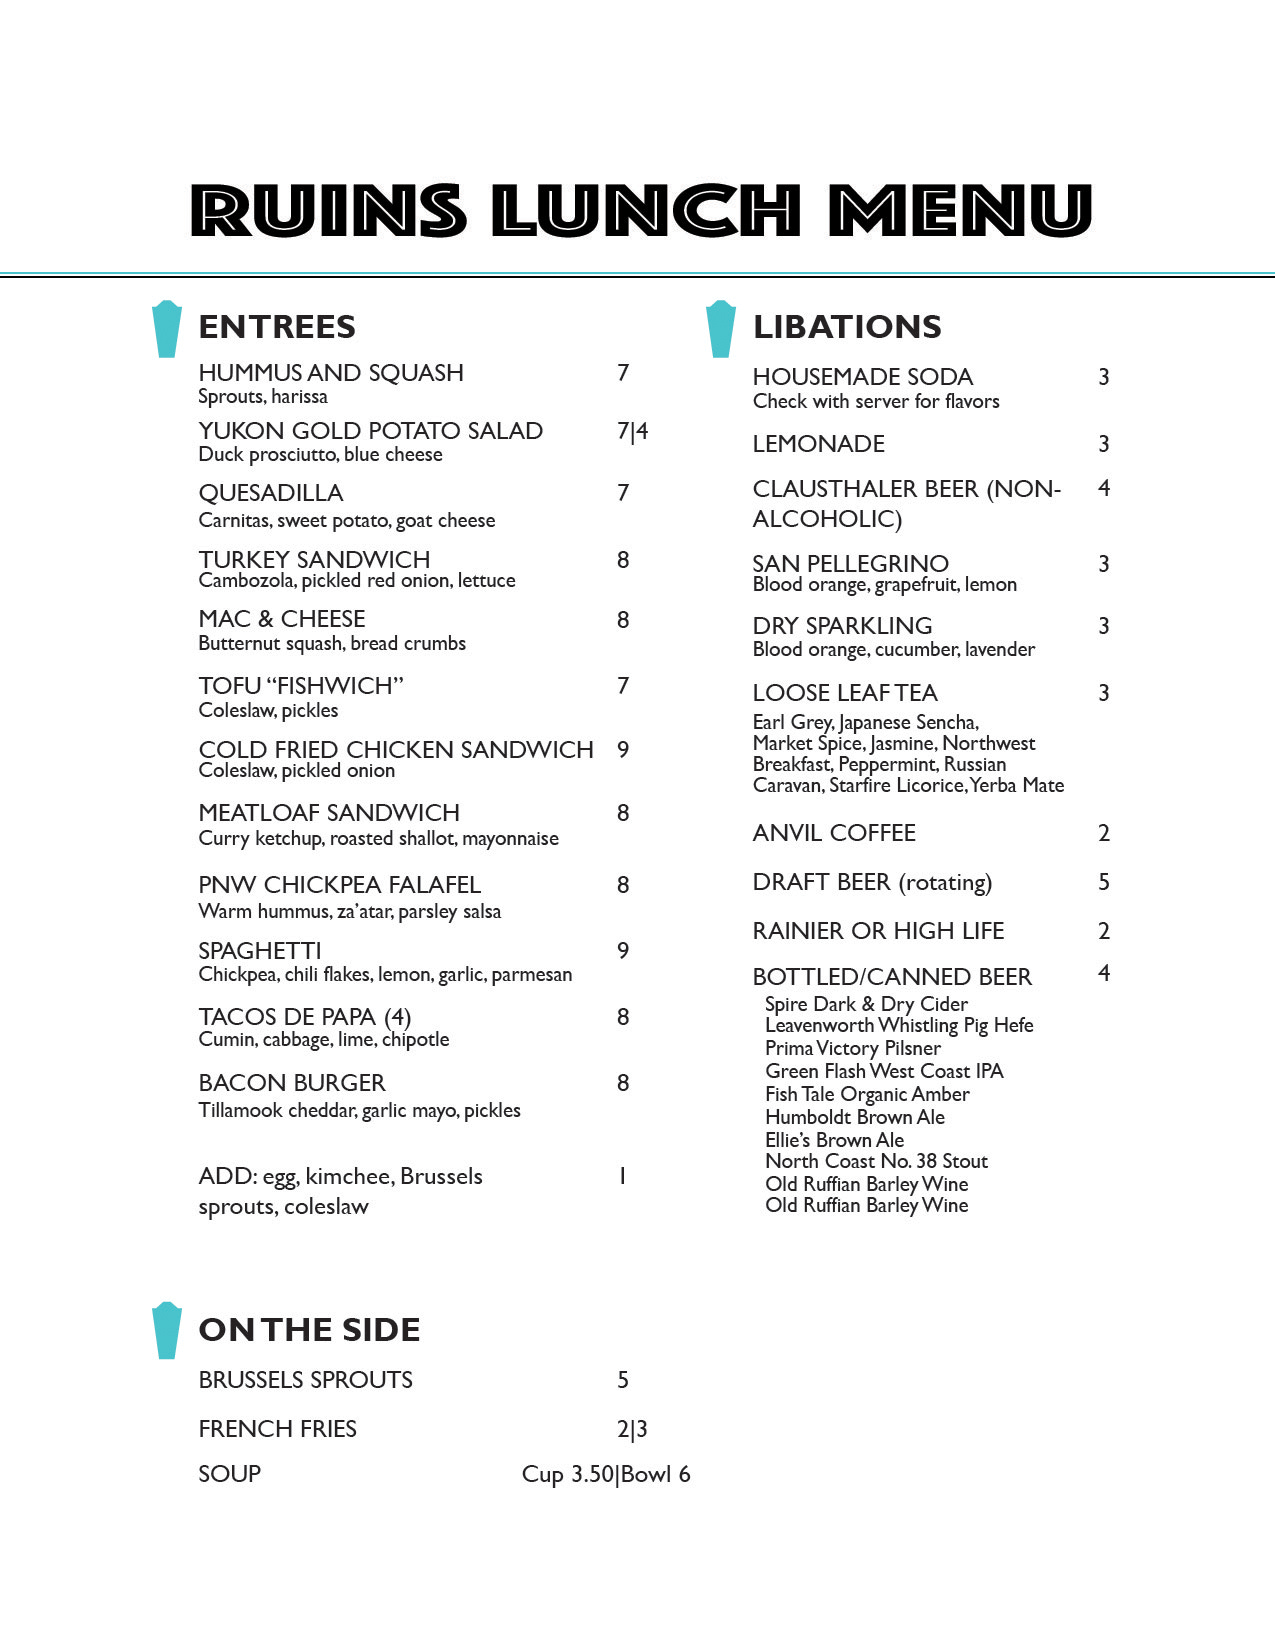 RUINS LUNCH MENU
ENTREES
HUMMUS AND SQUASH 7
Sprouts, harissa
YUKON GOLD POTATO SALAD 7|4
Duck prosciutto, blue cheese
QUESADILLA 7
Carnitas, sweet potato, goat cheese
TURKEY SANDWICH 8
Cambozola, pickled red onion, lettuce
MAC & CHEESE 8
Butternut squash, bread crumbs
TOFU “FISHWICH” 7
Coleslaw, pickles
COLD FRIED CHICKEN SANDWICH 9
Coleslaw, pickled onion
MEATLOAF SANDWICH 8
Curry ketchup, roasted shallot, mayonnaise
PNW CHICKPEA FALAFEL 8
Warm hummus, za’atar, parsley salsa
SPAGHETTI 9
Chickpea, chili flakes, lemon, garlic, parmesan
TACOS DE PAPA (4) 8
Cumin, cabbage, lime, chipotle
BACON BURGER 8
Tillamook cheddar, garlic mayo, pickles
ADD: egg, kimchee, Brussels 1
sprouts, coleslaw
ON THE SIDE
BRUSSELS SPROUTS 5
FRENCH FRIES 2|3
SOUP Cup 3.50|Bowl 6
LIBATIONS
HOUSEMADE SODA 3
Check with server for flavors
LEMONADE 3
CLAUSTHALER BEER (NON- 4
ALCOHOLIC)
SAN PELLEGRINO 3
Blood orange, grapefruit, lemon
DRY SPARKLING 3
Blood orange, cucumber, lavender
LOOSE LEAF TEA 3
Earl Grey, Japanese Sencha,
Market Spice, Jasmine, Northwest
Breakfast, Peppermint, Russian
Caravan, Starfire Licorice, Yerba Mate
ANVIL COFFEE 2
DRAFT BEER (rotating) 5
RAINIER OR HIGH LIFE 2
BOTTLED/CANNED BEER 4
Spire Dark & Dry Cider
Leavenworth Whistling Pig Hefe
Prima Victory Pilsner
Green Flash West Coast IPA
Fish Tale Organic Amber
Humboldt Brown Ale
Ellie’s Brown Ale
North Coast No. 38 Stout
Old Ruffian Barley Wine
Old Ruffian Barley Wine